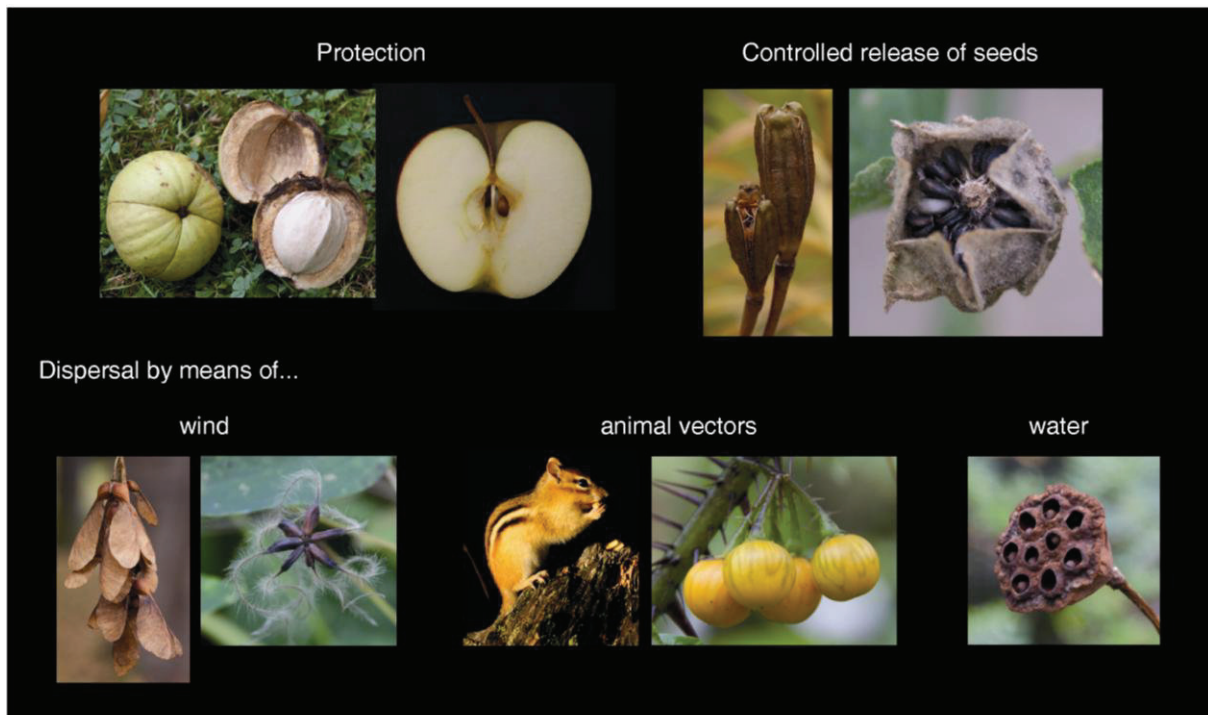 Protection
Controlled release of seeds
Dispersal by means of...
wind
animal vectors
water